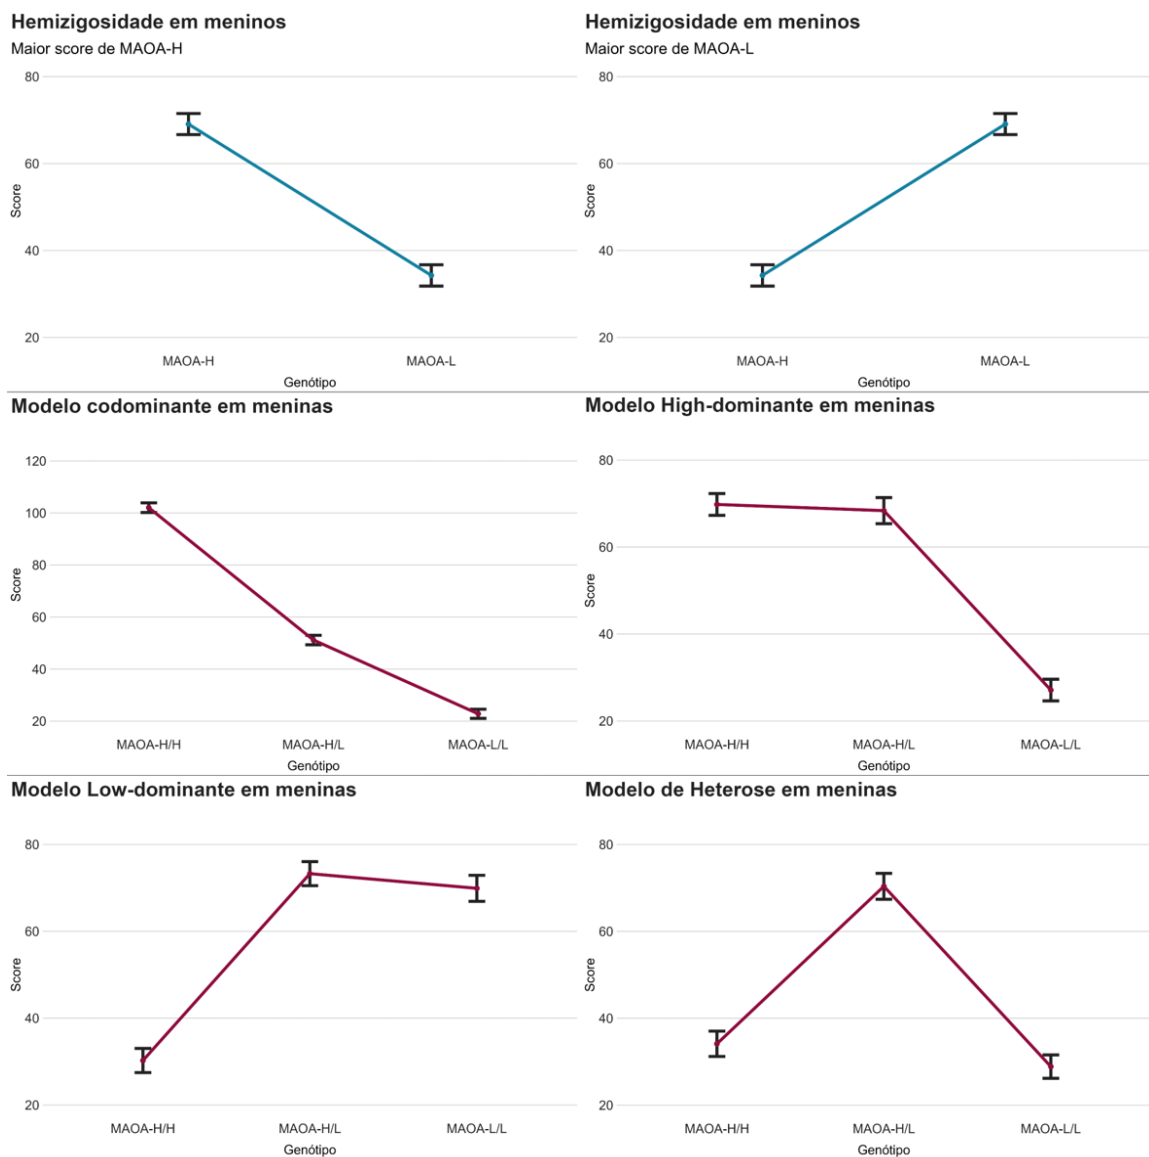 Hemizigosidade em meninos
Maior score de MAOA-H
80
60
40
20
Score
MAOA-H
MAOA-L
Genótipo
Hemizigosidade em meninos
Maior score de MAOA-L
80
60
40
20
Score
MAOA-H
MAOA-L
Genótipo
Modelo codominante em meninas
120
100
80
60
40
20
Score
MAOA-H/H
MAOA-H/L
MAOA-L/L
Genótipo
Modelo High-dominante em meninas
80
60
40
20
Score
MAOA-H/H
MAOA-H/L
MAOA-L/L
Genótipo
Modelo Low-dominante em meninas
80
60
40
20
Score
MAOA-H/H
MAOA-H/L
MAOA-L/L
Genótipo
Modelo de Heterose em meninas
80
60
40
20
Score
MAOA-H/H
MAOA-H/L
MAOA-L/L
Genótipo